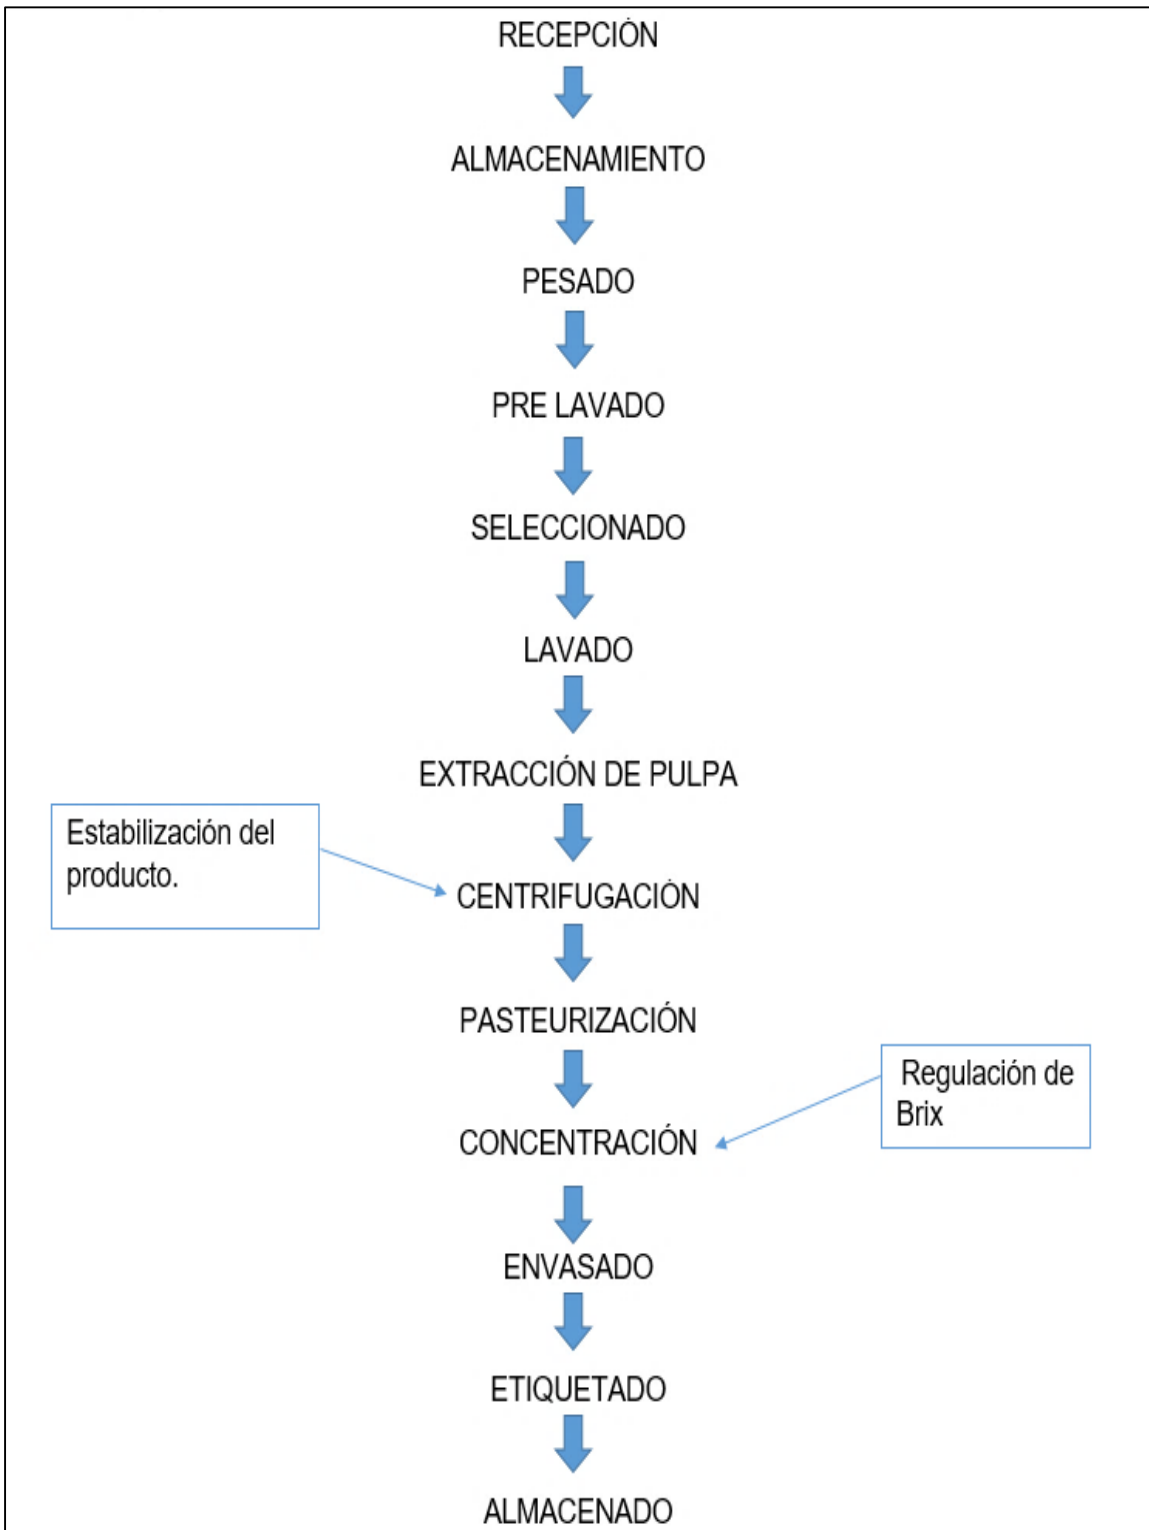 RECEPCIÓN
ALMACENAMIENTO
PESADO
PRE LAVADO
SELECCIONADO
LAVADO
EXTRACCIÓN DE PULPA
Estabilización del
producto.
CENTRIFUGACIÓN
PASTEURIZACIÓN
Regulación de
Brix
CONCENTRACIÓN
ENVASADO
ETIQUETADO
ALMACENADO